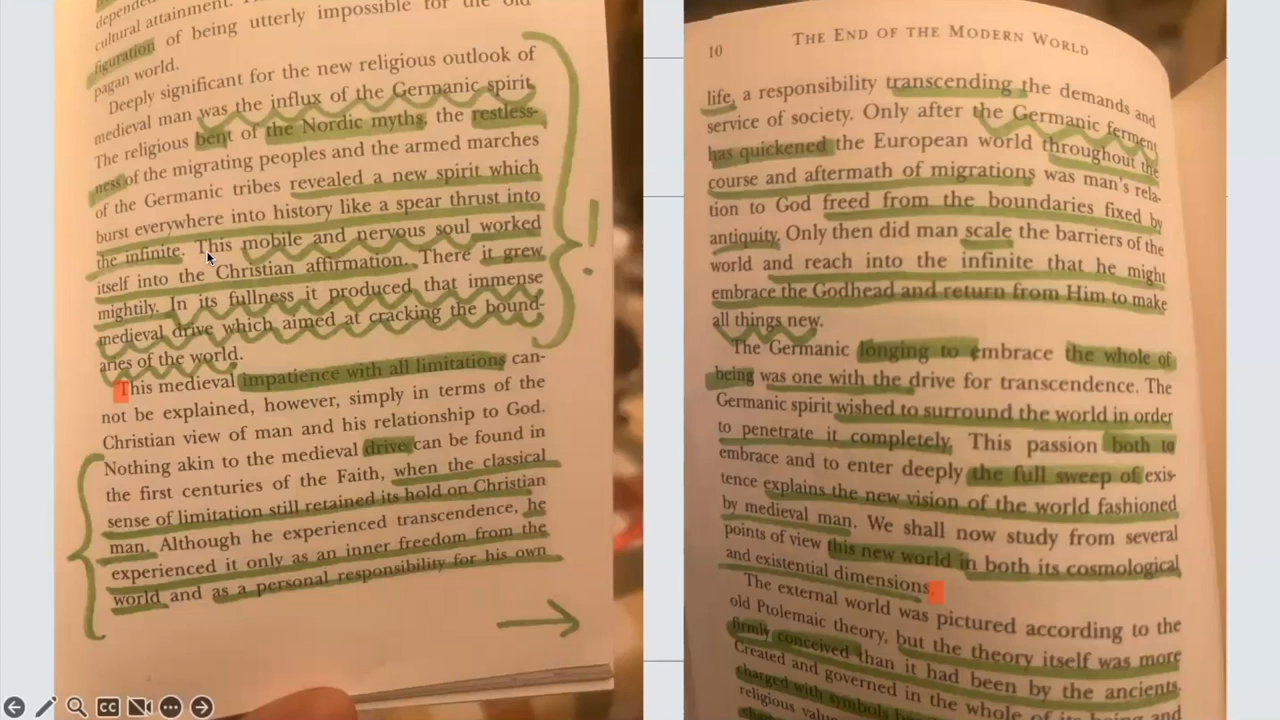 depended
cultural attainment.
figuration of being utterly impossible for the old
pagan world.
Deeply significant for the new religious outlook of
medieval man was the influx of the Germanic spirit.
The religious bent of the Nordic myths, the restless-
ness of the migrating peoples and the armed marches
of the Germanic tribes revealed a new spirit which
burst everywhere into history like a spear thrust into
the infinite. This mobile and nervous soul worked
itself into the Christian affirmation. There it grew
mightily. In its fullness it produced that immense
medieval drive which aimed at cracking the bound-
aries of the world.
This medieval impatience with all limitations can-
not be explained, however, simply in terms of the
Christian view of man and his relationship to God.
Nothing akin to the medieval drive can be found in
the first centuries of the Faith, when the classical
sense of limitation still retained its hold on Christian
man. Although he experienced transcendence, he
experienced it only as an inner freedom from the
world and as a personal responsibility for his own
!
10 THE END OF THE MODERN WORLD
life, a responsibility transcending the demands and
service of society. Only after the Germanic ferment
has quickened the European world throughout the
course and aftermath of migrations was man's rela-
tion to God freed from the boundaries fixed by
antiquity. Only then did man scale the barriers of the
world and reach into the infinite that he might
embrace the Godhead and return from Him to make
all things new.
The Germanic longing to embrace the whole of
being was one with the drive for transcendence. The
Germanic spirit wished to surround the world in order
to penetrate it completely. This passion both to
embrace and to enter deeply the full sweep of exis-
tence explains the new vision of the world fashioned
by medieval man. We shall now study from several
points of view this new world in both its cosmological
and existential dimensions.
The external world was pictured according to the
old Ptolemaic theory, but the theory itself was more
firmly conceived than it had been by the ancients.
Created and governed in the whole of its being and
charged with symbols
religious
CC